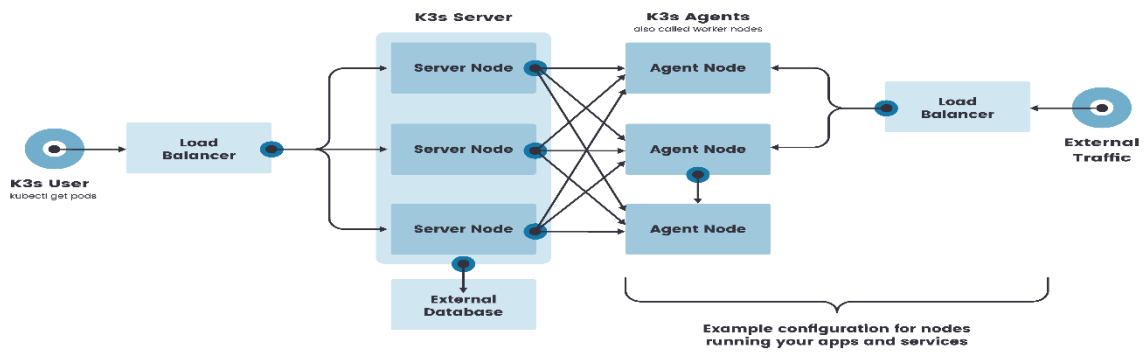 K3s Server
K3s Agents
also called worker nodes
Server Node
Agent Node
Load
Balancer
External
Traffic
Load
Balancer
K3s User
kubectl get pods
Server Node
Agent Node
Server Node
Agent Node
External
Database
Example configuration for nodes
running your apps and services